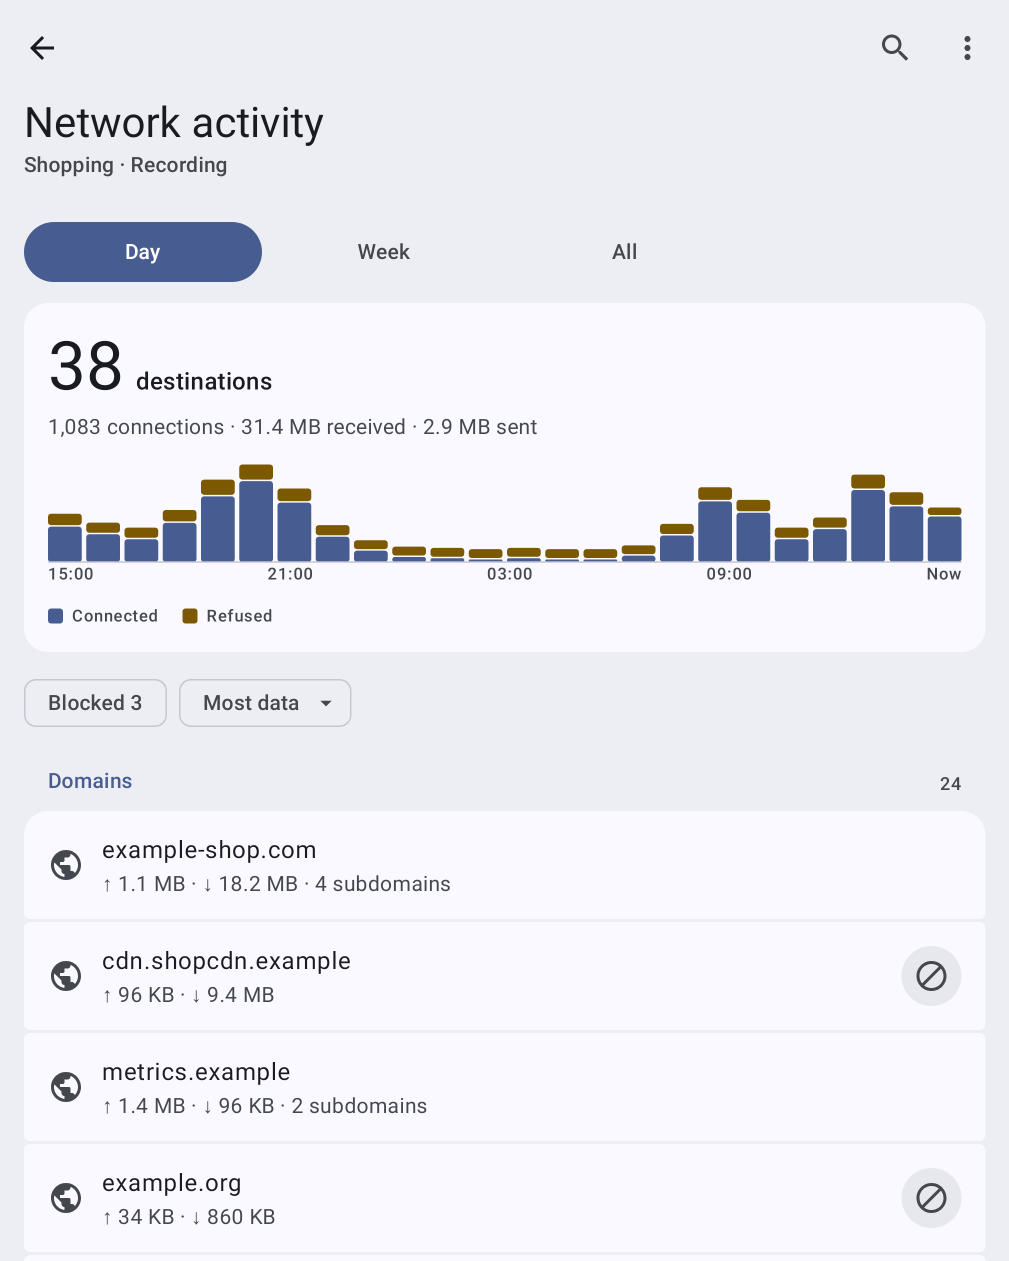 Network activity
Shopping · Recording
Day
Week
All
38 destinations
1,083 connections · 31.4 MB received · 2.9 MB sent
15:00 21:00 03:00 09:00 Now
Connected Refused
Blocked 3
Most data
Domains 24
example-shop.com
↑ 1.1 MB · ↓ 18.2 MB · 4 subdomains
cdn.shopcdn.example
↑ 96 KB · ↓ 9.4 MB
metrics.example
↑ 1.4 MB · ↓ 96 KB · 2 subdomains
example.org
↑ 34 KB · ↓ 860 KB